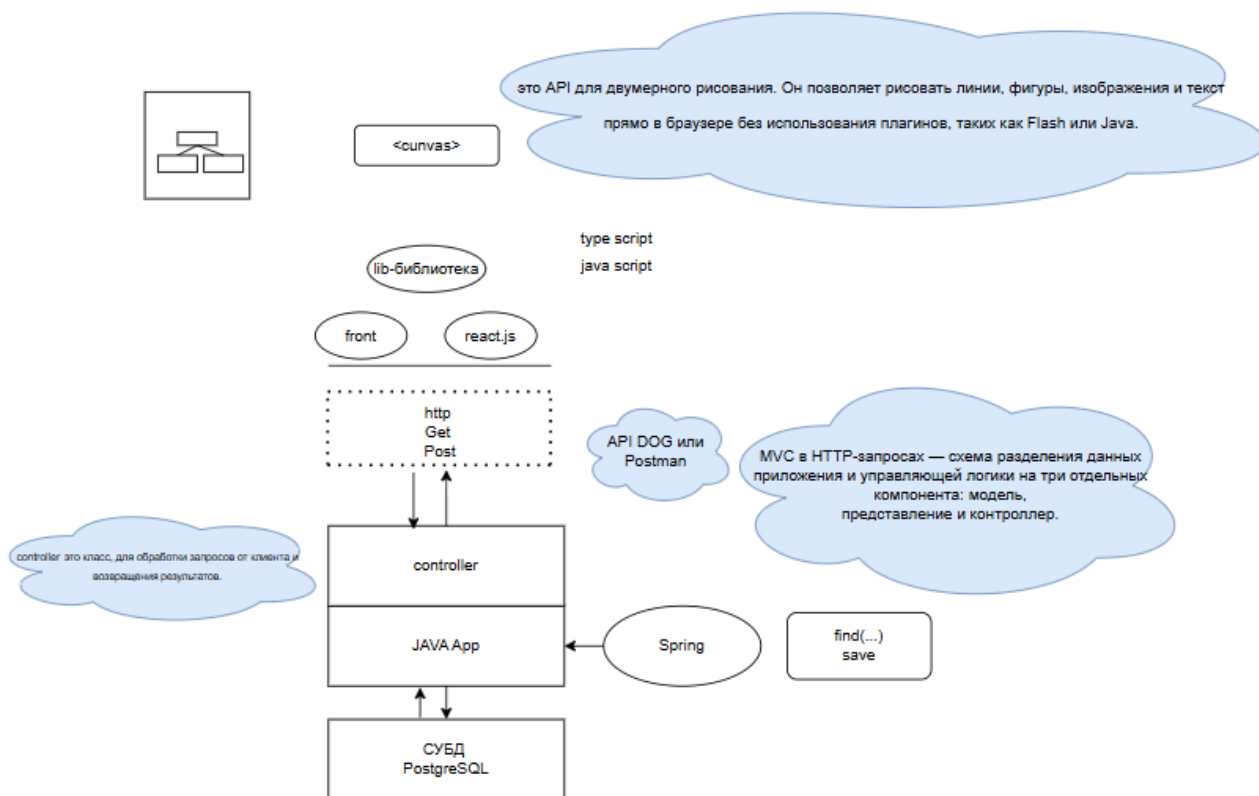 это API для двумерного рисования. Он позволяет рисовать линии, фигуры, изображения и текст
прямо в браузере без использования плагинов, таких как Flash или Java.
<cunvas>
type script
java script
lib-библиотека
front
react.js
http
Get
Post
API DOG или
Postman
MVC в HTTP-запросах — схема разделения данных
приложения и управляющей логики на три отдельных
компонента: модель,
представление и контроллер.
controller это класс, для обработки запросов от клиента и
возвращения результатов.
controller
JAVA App
Spring
find(...)
save
СУБД
PostgreSQL